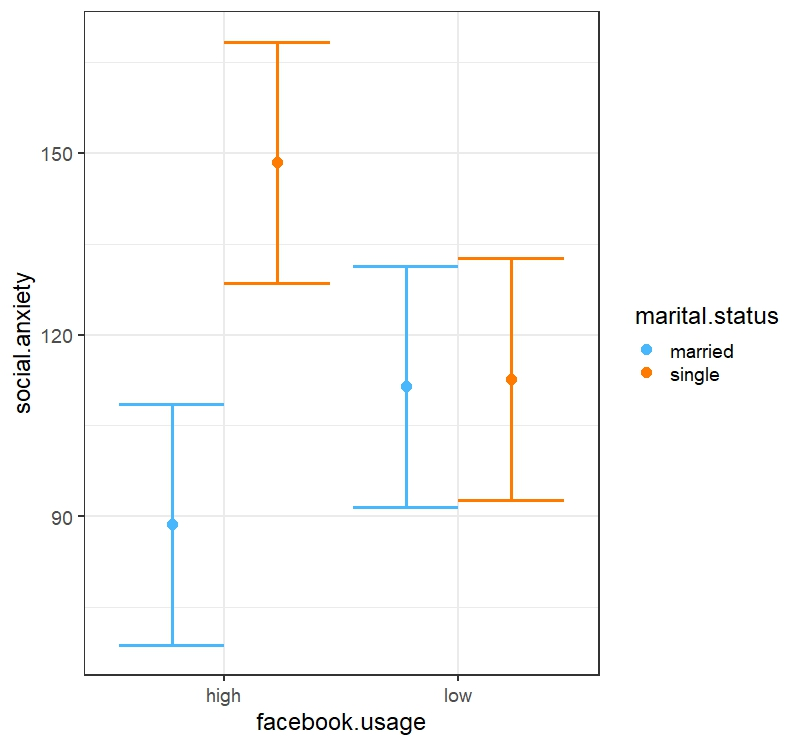 social.anxiety
150
120
90
high
low
facebook.usage
marital.status
married
single